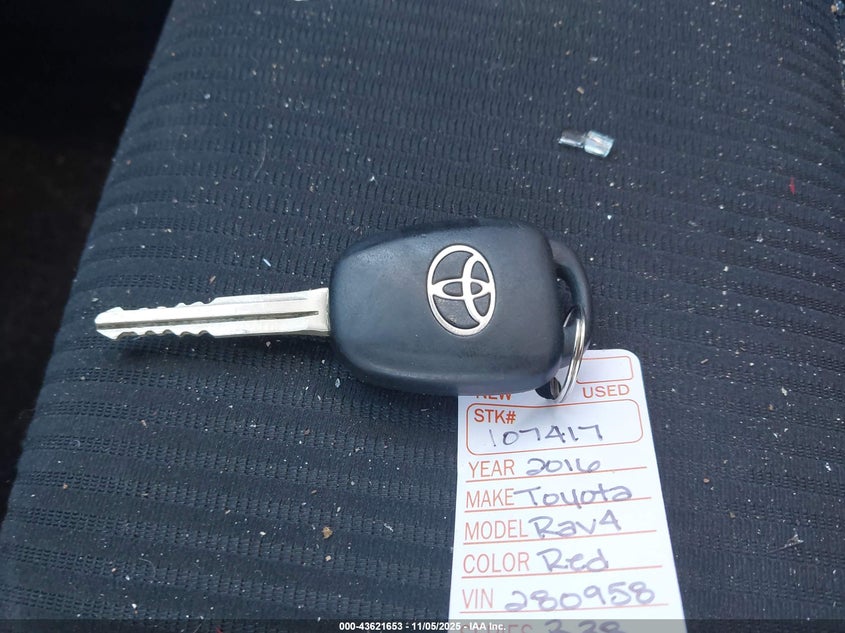 NEW USED
STK#
107417
YEAR 2016
MAKE Toyota
MODEL Rav4
COLOR Red
VIN 280958
000-43621653 - 11/05/2025 - IAA Inc.